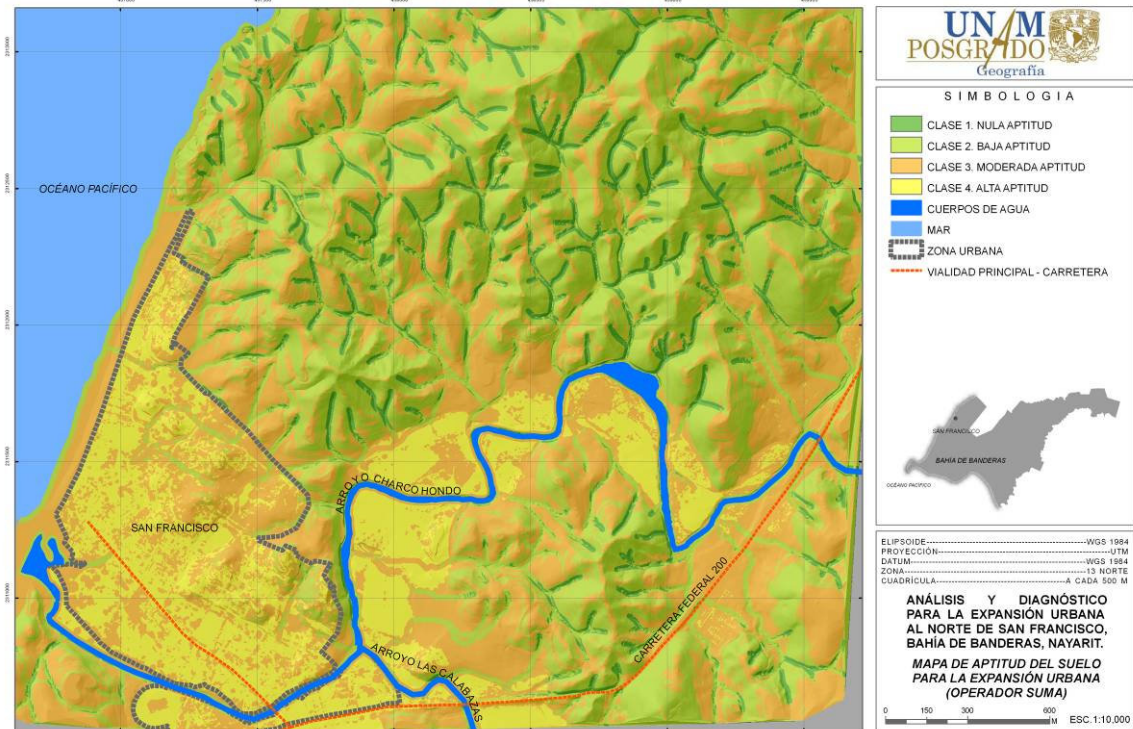 UNAM
POSGRADO
Geografía
SIMBOLOGIA
CLASE 1. NULA APTITUD
CLASE 2. BAJA APTITUD
CLASE 3. MODERADA APTITUD
CLASE 4. ALTA APTITUD
CUERPOS DE AGUA
MAR
ZONA URBANA
VIALIDAD PRINCIPAL - CARRETERA
OCÉANO PACÍFICO
SAN FRANCISCO
ARROYO CHARCO HONDO
ARROYO LAS CALABAZAS
CARRETERA FEDERAL 200
SAN FRANCISCO
BAHÍA DE BANDERAS
OCÉANO PACÍFICO
ELIPSOIDE WGS 1984
PROYECCIÓN UTM
DATUM WGS 1984
ZONA 13 NORTE
CUADRÍCULA A CADA 500 M
ANÁLISIS Y DIAGNÓSTICO
PARA LA EXPANSIÓN URBANA
AL NORTE DE SAN FRANCISCO,
BAHÍA DE BANDERAS, NAYARIT.
MAPA DE APTITUD DEL SUELO
PARA LA EXPANSIÓN URBANA
(OPERADOR SUMA)
0 150 300 600
M ESC.1:10,000